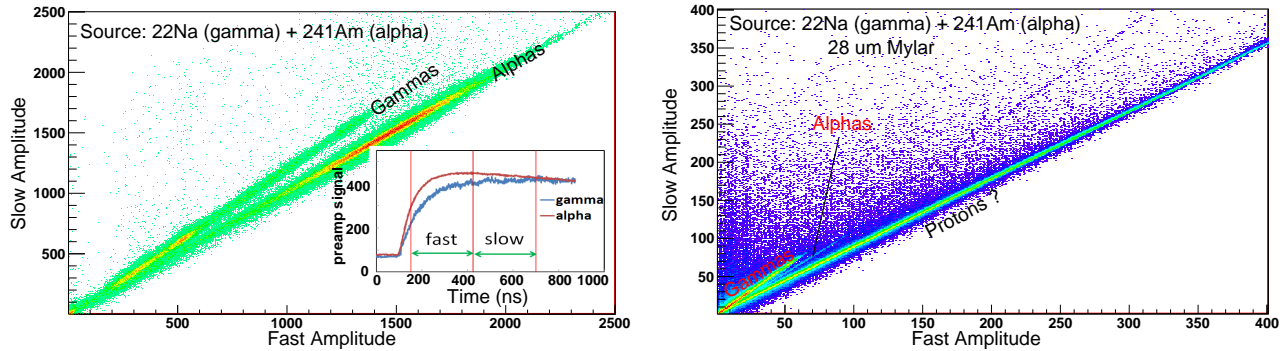 Source: 22Na (gamma) + 241Am (alpha)
2500
2000
1500
1000
500
Slow Amplitude
Gammas
Alphas
preamp signal
400
200
0
gamma
alpha
fast
slow
0
200
400
600
800
1000
Time (ns)
500
1000
1500
2000
2500
Fast Amplitude
Source: 22Na (gamma) + 241Am (alpha)
28 um Mylar
400
350
300
250
200
150
100
50
0
Slow Amplitude
Alphas
Gammas
Protons ?
50
100
150
200
250
300
350
400
Fast Amplitude